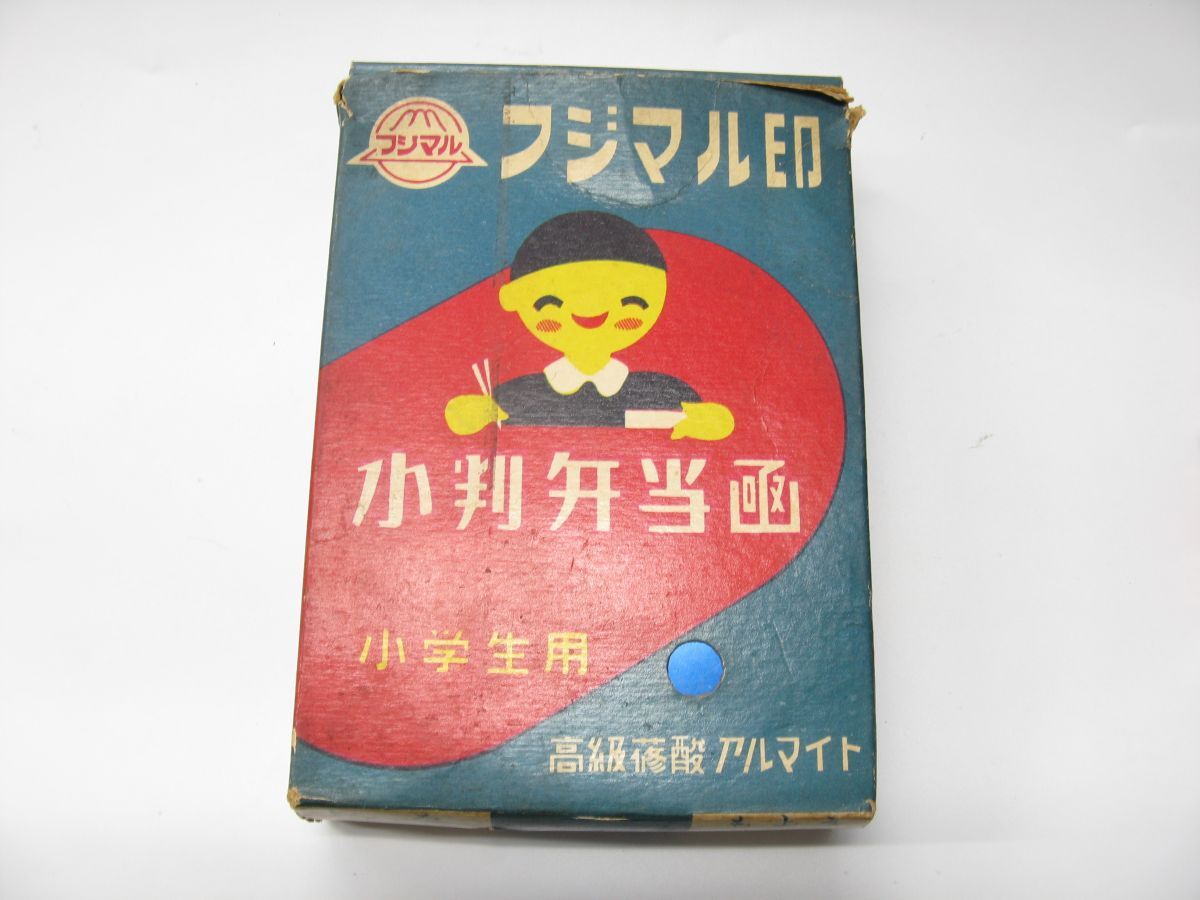 フジマル
フジマル印
小判弁当函
小学生用
高級蓚酸アルマイト